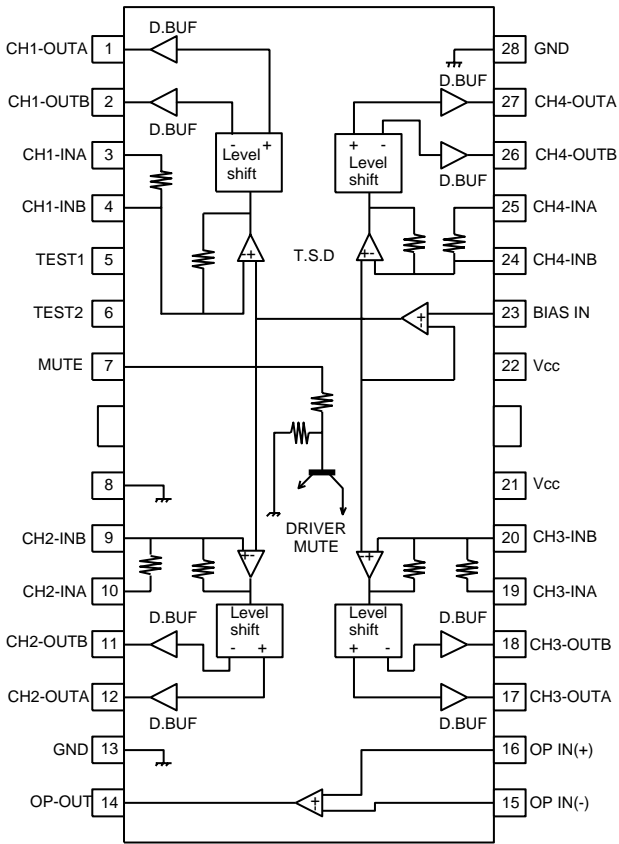 D.BUF
CH1-OUTA 1
28 GND
D.BUF
CH1-OUTB 2
27 CH4-OUTA
D.BUF
- +
Level
shift
+ -
Level
shift
CH1-INA 3
26 CH4-OUTB
D.BUF
CH1-INB 4
25 CH4-INA
-+
T.S.D
+-
TEST1 5
24 CH4-INB
TEST2 6
+-
23 BIAS IN
MUTE 7
22 Vcc
8
21 Vcc
DRIVER
MUTE
CH2-INB 9
+-
-+
20 CH3-INB
CH2-INA 10
19 CH3-INA
D.BUF
Level
shift
- +
Level
shift
+ -
D.BUF
CH2-OUTB 11
18 CH3-OUTB
CH2-OUTA 12
17 CH3-OUTA
D.BUF
D.BUF
GND 13
16 OP IN(+)
OP-OUT 14
+-
15 OP IN(-)